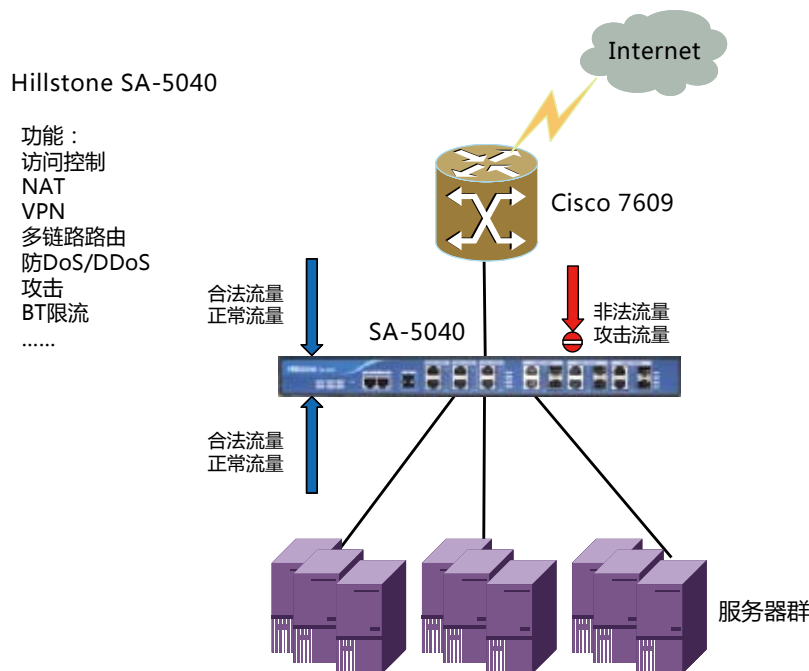 Internet
Hillstone SA-5040
功能：
访问控制
NAT
VPN
多链路路由
防DoS/DDoS
攻击
BT限流
......
Cisco 7609
合法流量
正常流量
SA-5040
非法流量
攻击流量
Hillstone
合法流量
正常流量
服务器群